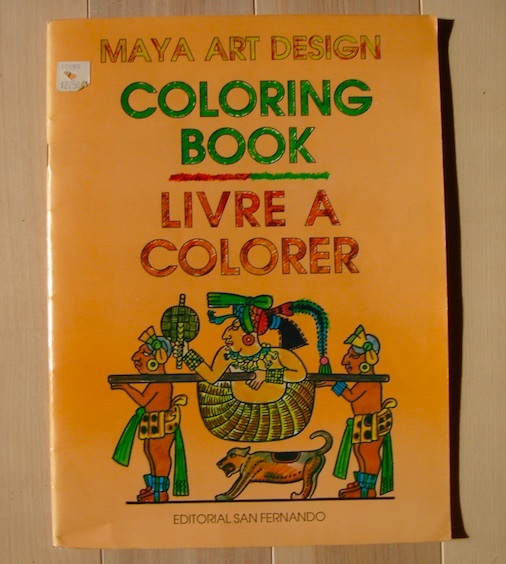 MAYA ART DESIGN
COLORING
BOOK
LIVRE A
COLORER
EDITORIAL SAN FERNANDO